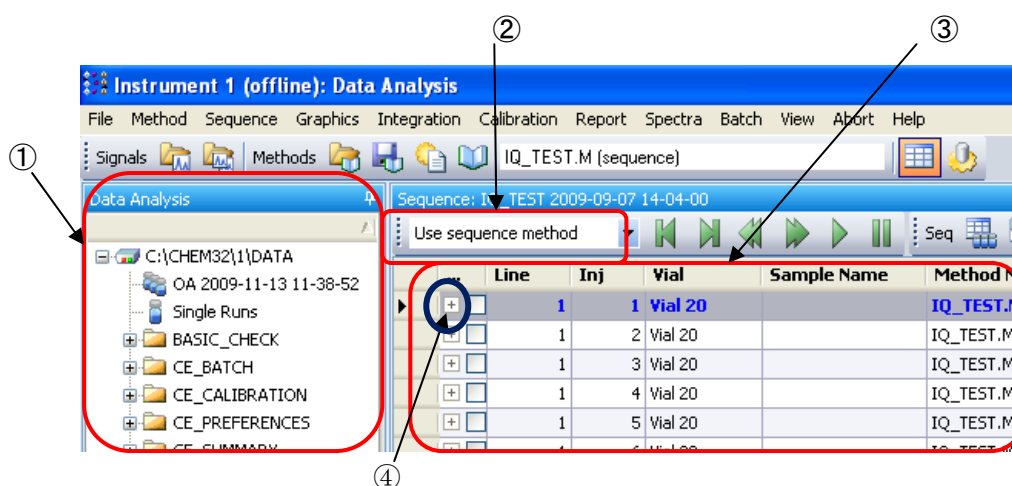 ② ③
Instrument 1 (offline): Data Analysis
File Method Sequence Graphics Integration Calibration Report Spectra Batch View Abort Help
① Signals Methods IQ_TEST.M (sequence)
Data Analysis
Sequence: IQ_TEST 2009-09-07 14-04-00
Use sequence method Seq
C:\CHEM32\1\DATA
OA 2009-11-13 11-38-52
Single Runs
BASIC_CHECK
CE_BATCH
CE_CALIBRATION
CE_PREFERENCES
CE_SUMMARY
... Line Inj Vial Sample Name Method
1 1 Vial 20 IQ_TEST.M
1 2 Vial 20 IQ_TEST.M
1 3 Vial 20 IQ_TEST.M
1 4 Vial 20 IQ_TEST.M
1 5 Vial 20 IQ_TEST.M
④